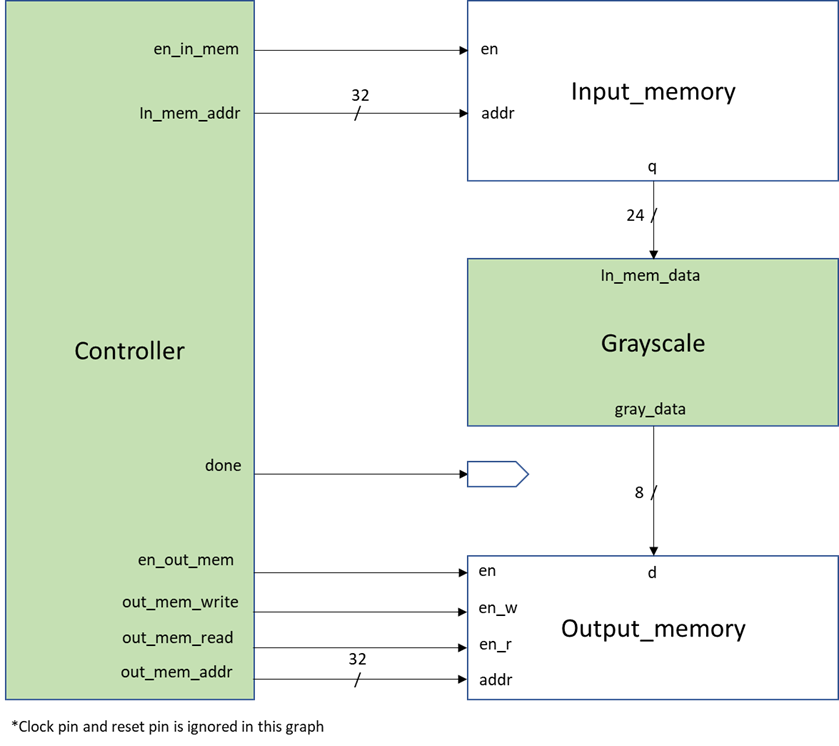 en_in_mem
en
Input_memory
32
In_mem_addr
addr
q
24
In_mem_data
Grayscale
Controller
gray_data
done
8
en_out_mem
en
d
out_mem_write
en_w
Output_memory
out_mem_read
en_r
32
out_mem_addr
addr
*Clock pin and reset pin is ignored in this graph